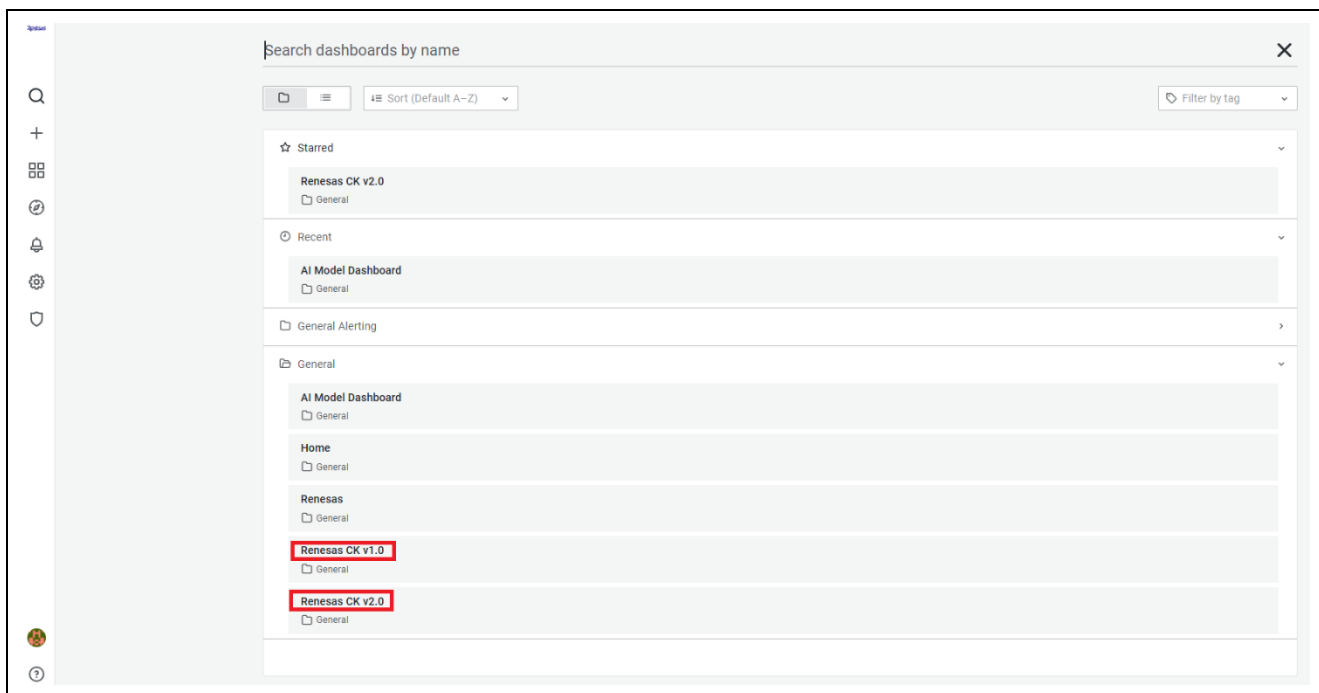 Search dashboards by name
Sort (Default A–Z)
Filter by tag
Starred
Renesas CK v2.0
General
Recent
AI Model Dashboard
General
General Alerting
General
AI Model Dashboard
General
Home
General
Renesas
General
Renesas CK v1.0
General
Renesas CK v2.0
General